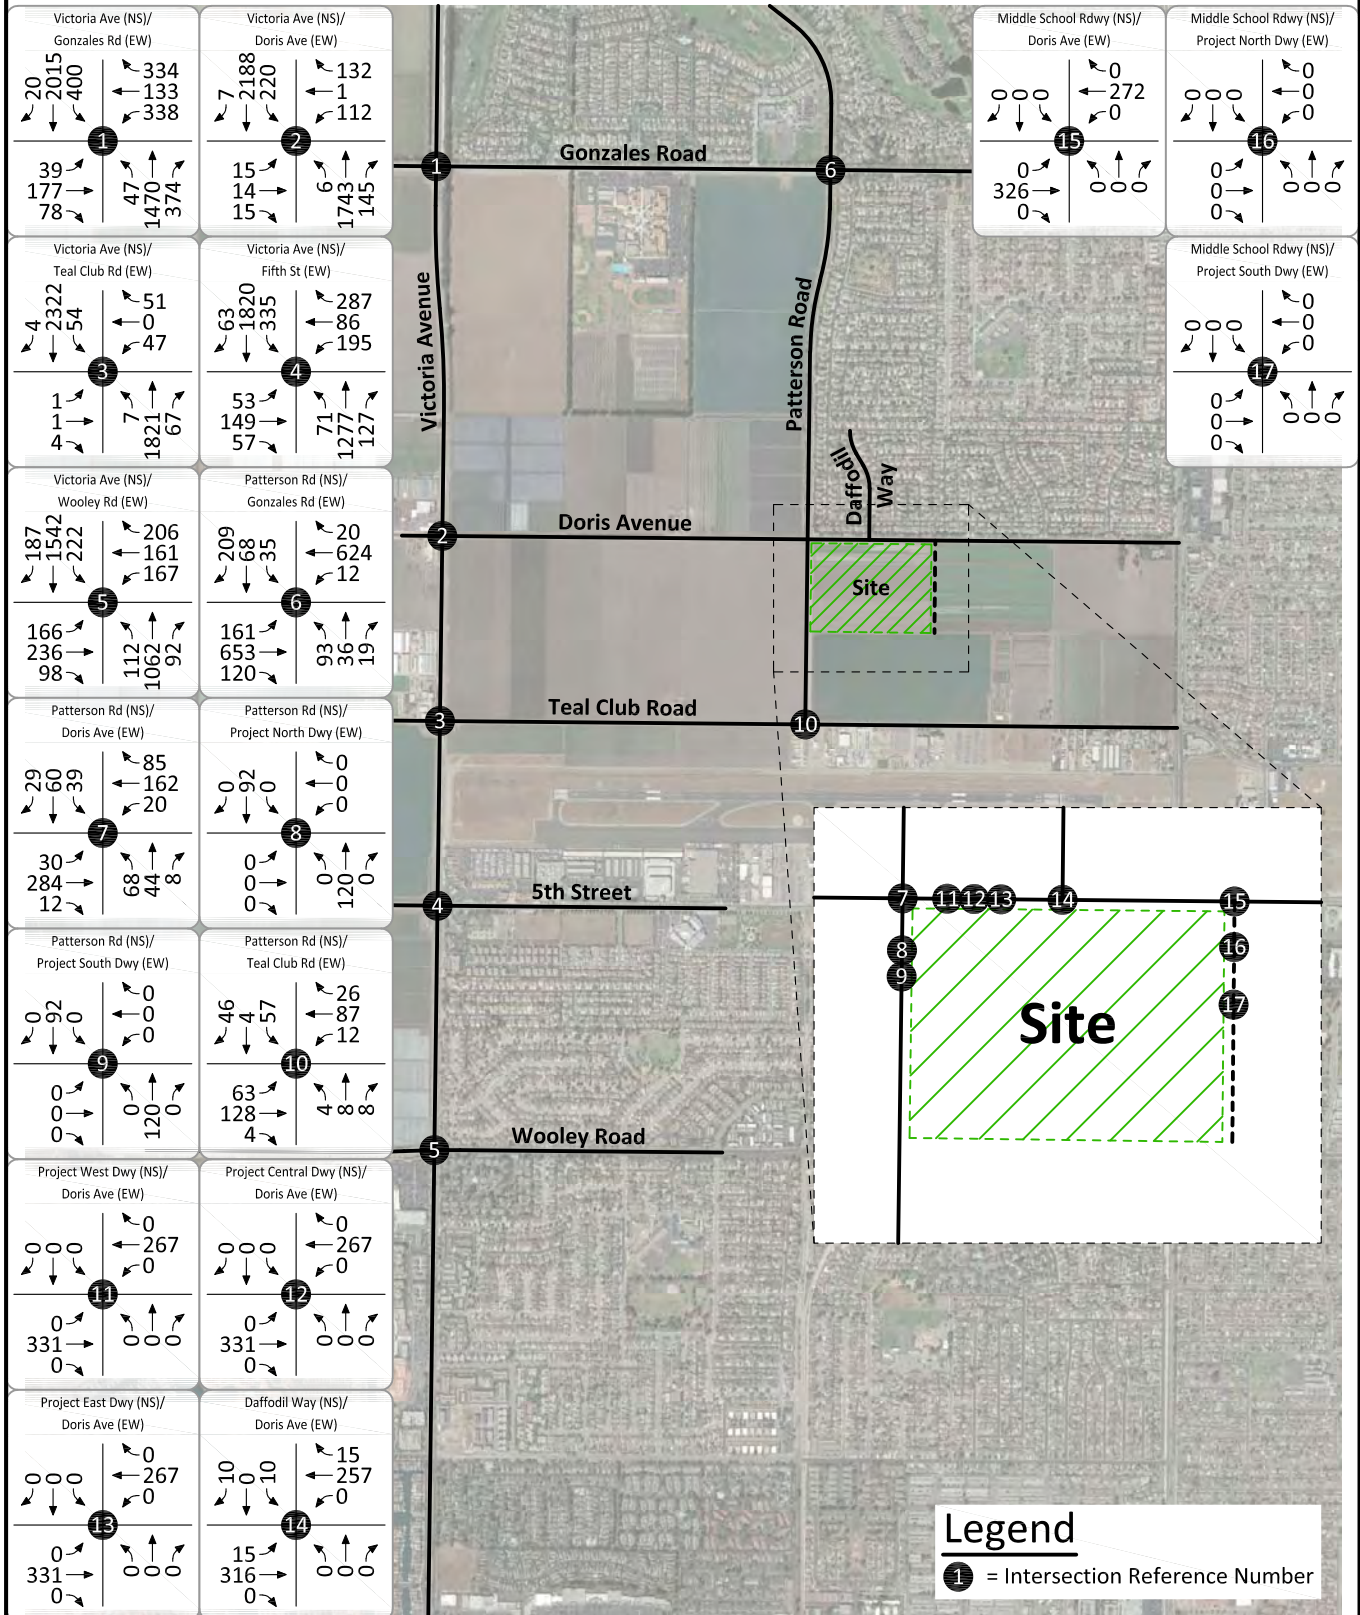 Victoria Ave (NS)/
Gonzales Rd (EW)
20 2015 400
334
133
338
1
39
177
78
47 1470 374
Victoria Ave (NS)/
Doris Ave (EW)
7 2188 220
132
1
112
2
15
14
15
6 1743 145
Victoria Ave (NS)/
Teal Club Rd (EW)
4 2322 54
51
0
47
3
1
1
4
7 1821 67
Victoria Ave (NS)/
Fifth St (EW)
63 1820 335
287
86
195
4
53
149
57
71 1277 127
Victoria Ave (NS)/
Wooley Rd (EW)
187 1542 222
206
161
167
5
166
236
98
112 1062 92
Patterson Rd (NS)/
Gonzales Rd (EW)
209 68 35
20
624
12
6
161
653
120
93 36 19
Patterson Rd (NS)/
Doris Ave (EW)
29 60 39
85
162
20
7
30
284
12
68 44 8
Patterson Rd (NS)/
Project North Dwy (EW)
0 92 0
0
0
0
8
0
0
0
0 120 0
Patterson Rd (NS)/
Project South Dwy (EW)
0 92 0
0
0
0
9
0
0
0
0 120 0
Patterson Rd (NS)/
Teal Club Rd (EW)
46 4 57
26
87
12
10
63
128
4
4 8 8
Project West Dwy (NS)/
Doris Ave (EW)
0 0 0
0
267
0
11
0
331
0
0 0 0
Project Central Dwy (NS)/
Doris Ave (EW)
0 0 0
0
267
0
12
0
331
0
0 0 0
Project East Dwy (NS)/
Doris Ave (EW)
0 0 0
0
267
0
13
0
331
0
0 0 0
Daffodil Way (NS)/
Doris Ave (EW)
10 0 10
15
257
0
14
15
316
0
0 0 0
Middle School Rdwy (NS)/
Doris Ave (EW)
0 0 0
0
272
0
15
0
326
0
0 0 0
Middle School Rdwy (NS)/
Project North Dwy (EW)
0 0 0
0
0
0
16
0
0
0
0 0 0
Middle School Rdwy (NS)/
Project South Dwy (EW)
0 0 0
0
0
0
17
0
0
0
0 0 0
1
Gonzales Road
6
Victoria Avenue
Patterson Road
Daffodil
Way
2
Doris Avenue
Site
3
Teal Club Road
10
4
5th Street
5
Wooley Road
7 11 12 13 14 15
8
9
16
17
Site
Legend
1 = Intersection Reference Number